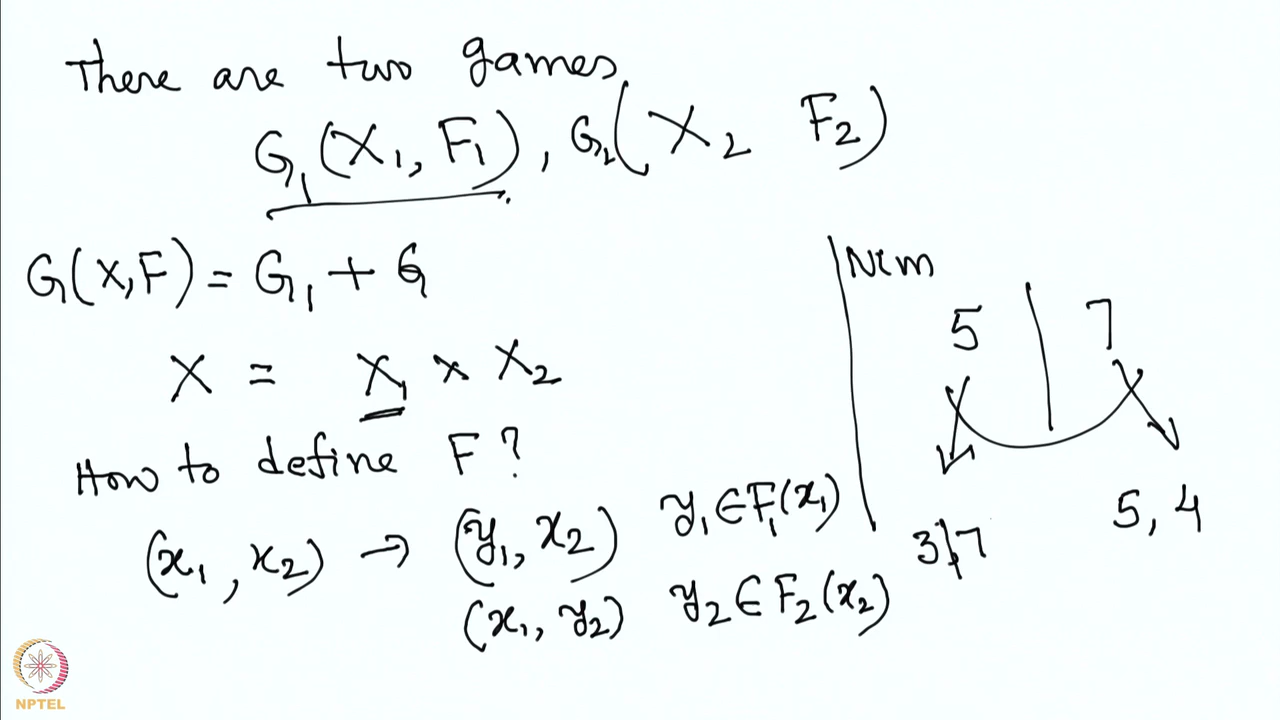 There are two games
G₁(X₁, F₁), G₂(X₂ F₂)
G(X,F) = G₁ + G
X = X₁ × X₂
How to define F?
(x₁, x₂) → (y₁, x₂) y₁ ∈ F₁(x₁)
(x₁, y₂) y₂ ∈ F₂(x₂)
Nim
5 | 7
3|7
5, 4
NPTEL